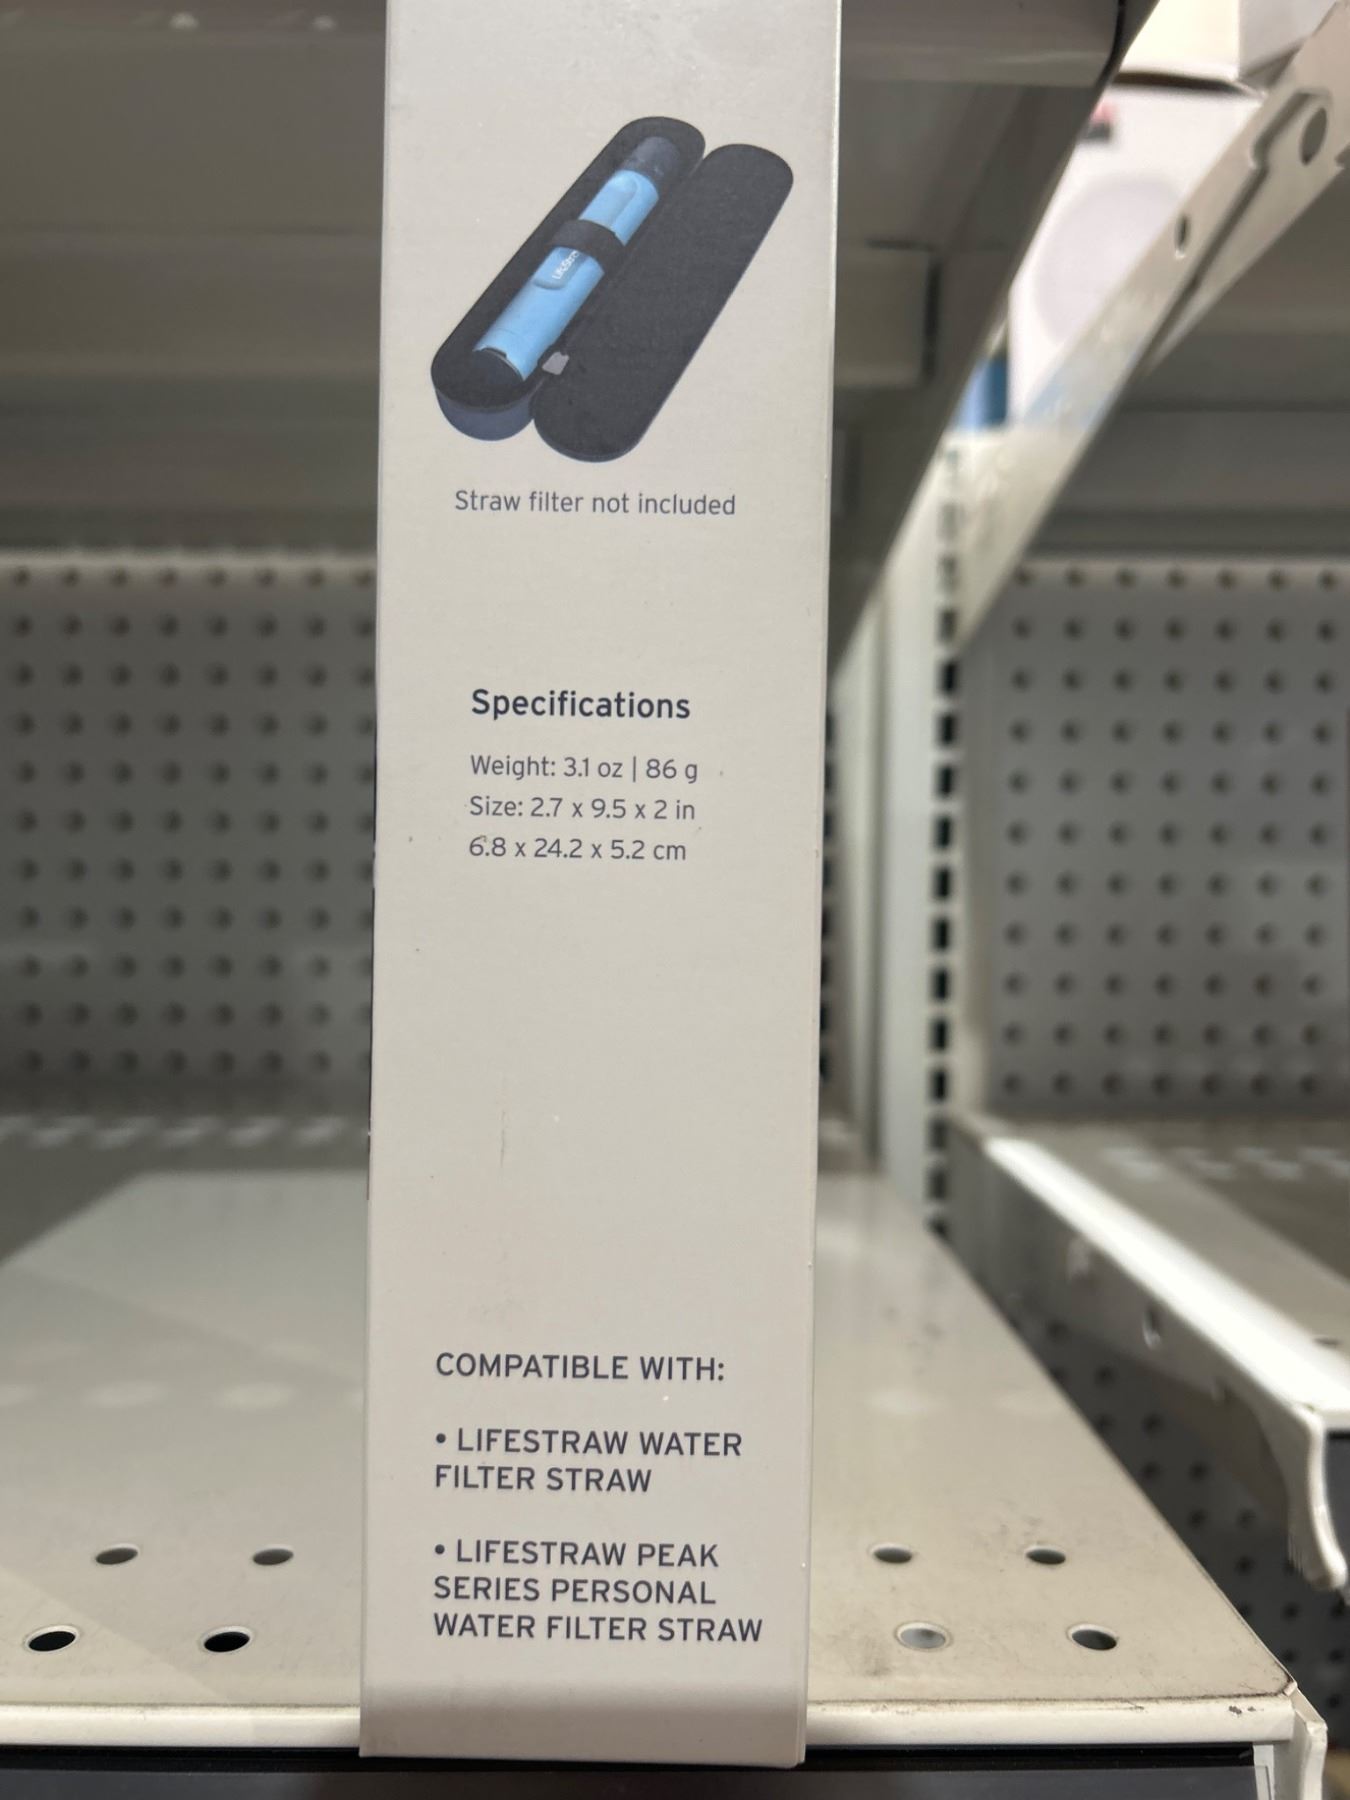 LifeStraw
Straw filter not included
Specifications
Weight: 3.1 oz | 86 g
Size: 2.7 x 9.5 x 2 in
6.8 x 24.2 x 5.2 cm
COMPATIBLE WITH:
• LIFESTRAW WATER
FILTER STRAW
• LIFESTRAW PEAK
SERIES PERSONAL
WATER FILTER STRAW